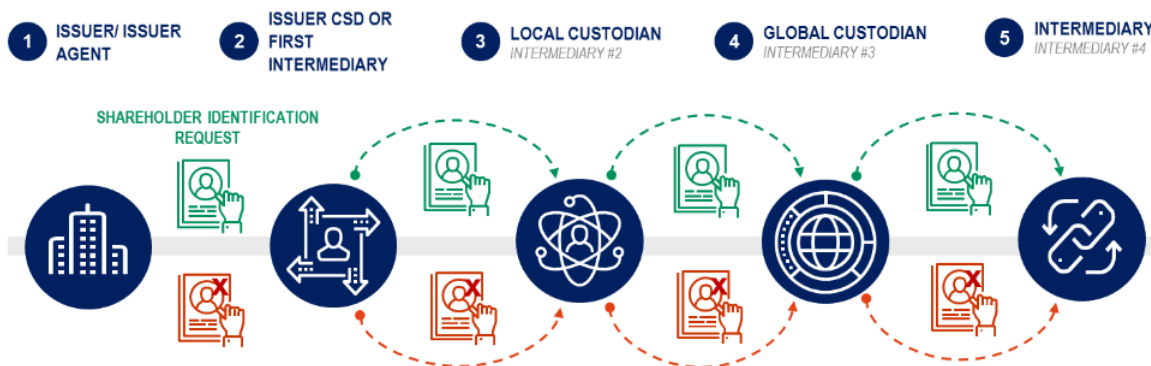 1
ISSUER/ ISSUER
AGENT
2
ISSUER CSD OR
FIRST
INTERMEDIARY
3
LOCAL CUSTODIAN
INTERMEDIARY #2
4
GLOBAL CUSTODIAN
INTERMEDIARY #3
5
INTERMEDIARY
INTERMEDIARY #4
SHAREHOLDER IDENTIFICATION
REQUEST
X
X
X
X